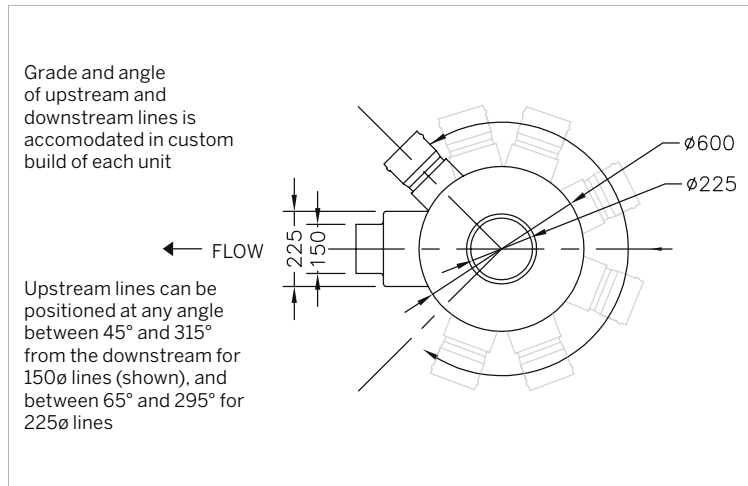 Grade and angle
of upstream and
downstream lines is
accomodated in custom
build of each unit
ø600
ø225
225
150
FLOW
Upstream lines can be
positioned at any angle
between 45° and 315°
from the downstream for
150ø lines (shown), and
between 65° and 295° for
225ø lines